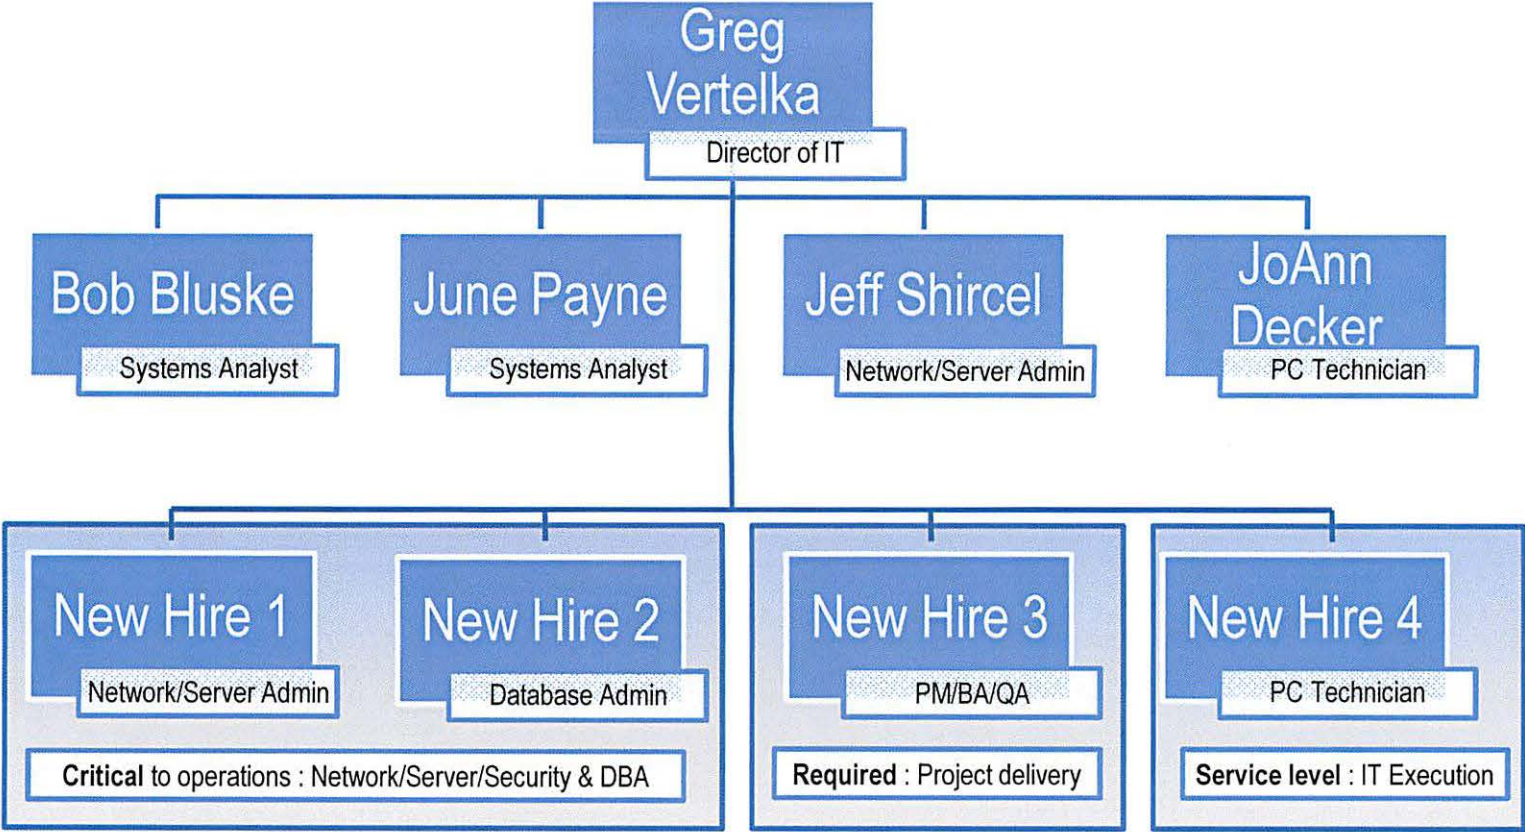 Greg
Vertelka
Director of IT
Bob Bluske
Systems Analyst
June Payne
Systems Analyst
Jeff Shircel
Network/Server Admin
JoAnn
Decker
PC Technician
New Hire 1
Network/Server Admin
New Hire 2
Database Admin
Critical to operations : Network/Server/Security & DBA
New Hire 3
PM/BA/QA
Required : Project delivery
New Hire 4
PC Technician
Service level : IT Execution